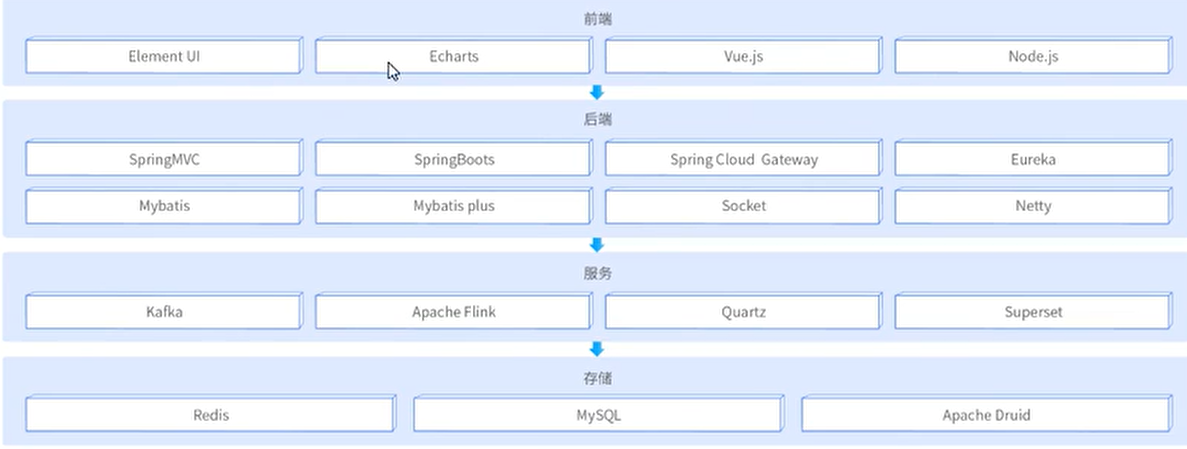 前端
Element UI Echarts Vue.js Node.js
后端
SpringMVC SpringBoots Spring Cloud Gateway Eureka
Mybatis Mybatis plus Socket Netty
服务
Kafka Apache Flink Quartz Superset
存储
Redis MySQL Apache Druid